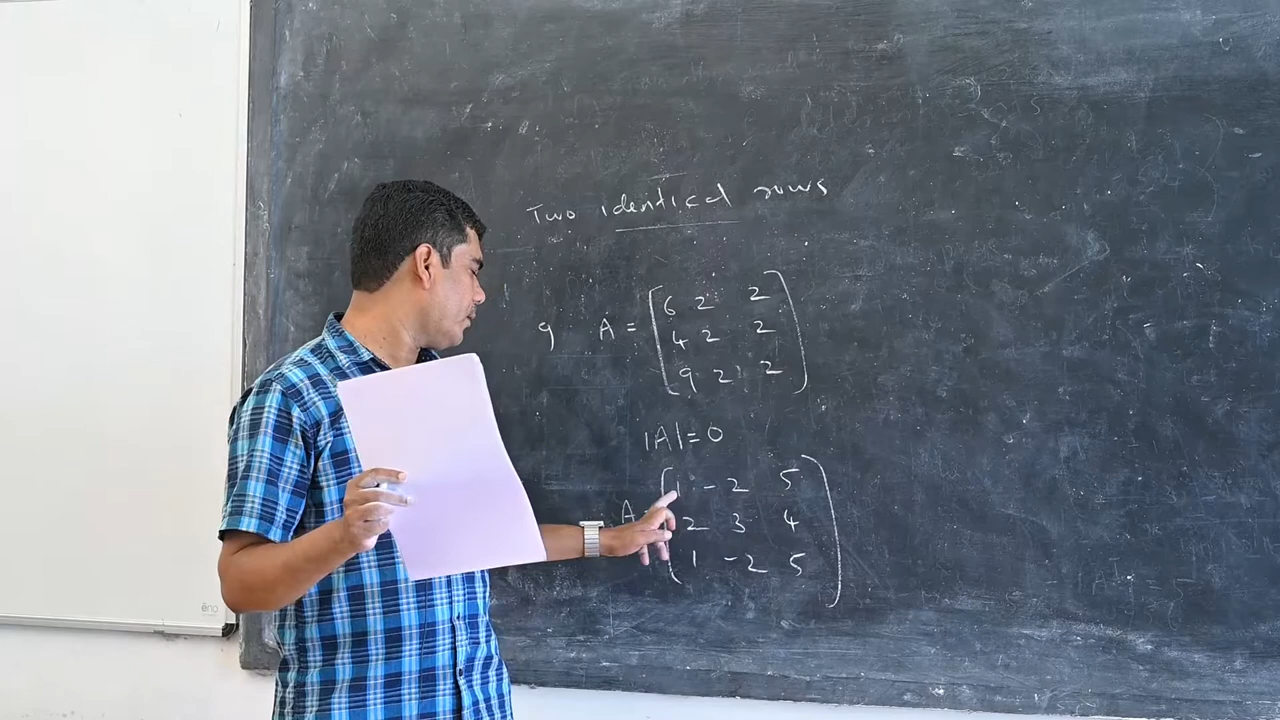 Two identical rows
9 A = [6 2 2
4 2 2
9 2 2]
|A| = 0
A [1 -2 5
2 3 4
1 -2 5]
eno